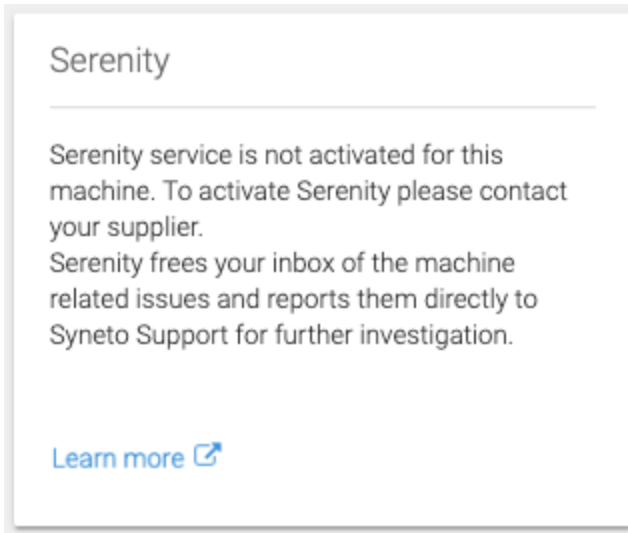 Serenity
Serenity service is not activated for this
machine. To activate Serenity please contact
your supplier.
Serenity frees your inbox of the machine
related issues and reports them directly to
Syneto Support for further investigation.
Learn more